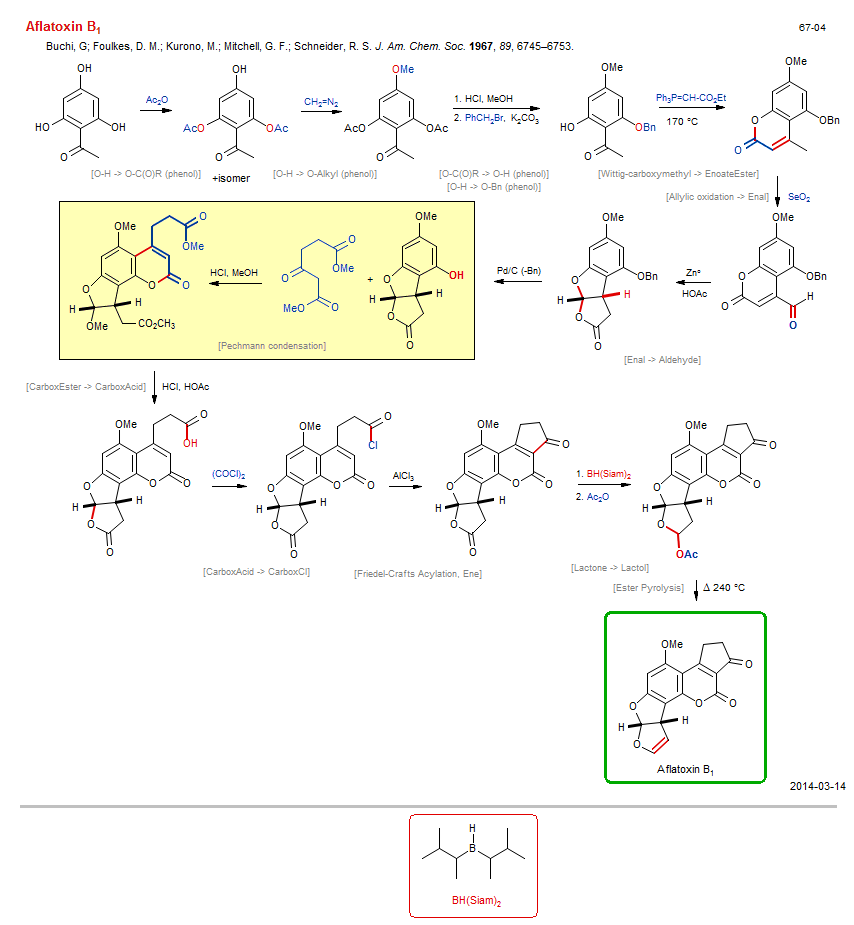 Aflatoxin B₁
67-04
Buchi, G; Foulkes, D. M.; Kurono, M.; Mitchell, G. F.; Schneider, R. S. J. Am. Chem. Soc. 1967, 89, 6745–6753.
OH
HO
OH
O
Ac₂O
OH
AcO
OAc
O
CH₂=N₂
OMe
AcO
OAc
O
1. HCl, MeOH
2. PhCH₂Br, K₂CO₃
OMe
HO
OBn
O
Ph₃P=CH-CO₂Et
170 °C
OMe
O
OBn
O
[O-H -> O-C(O)R (phenol)]
+isomer
[O-H -> O-Alkyl (phenol)]
[O-C(O)R -> O-H (phenol)]
[O-H -> O-Bn (phenol)]
[Wittig-carboxymethyl -> EnoateEster]
[Allylic oxidation -> Enal]
SeO₂
OMe
O
OMe
O
O
H
OMe
CO₂CH₃
HCl, MeOH
O
OMe
O
MeO
O
+
OMe
O
OH
H
H
O
O
[Pechmann condensation]
Pd/C (-Bn)
OMe
O
OBn
H
H
O
O
[Enal -> Aldehyde]
Zn°
HOAc
OMe
O
OBn
O
H
O
[CarboxEster -> CarboxAcid]
HCl, HOAc
OMe
O
OH
O
O
O
H
H
O
O
(COCl)₂
[CarboxAcid -> CarboxCl]
OMe
O
Cl
O
O
O
H
H
O
O
AlCl₃
[Friedel-Crafts Acylation, Ene]
OMe
O
O
O
O
H
H
O
O
1. BH(Siam)₂
2. Ac₂O
[Lactone -> Lactol]
OMe
O
O
O
O
H
H
O
OAc
[Ester Pyrolysis]
Δ 240 °C
OMe
O
O
O
O
H
H
O
Aflatoxin B₁
2014-03-14
H
B
BH(Siam)₂